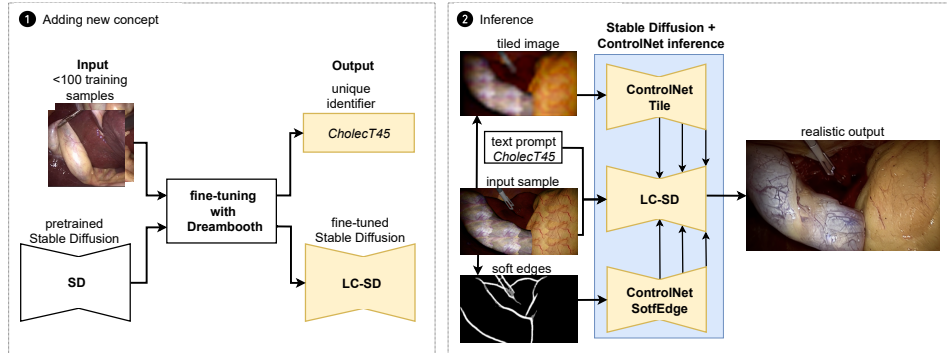 1 Adding new concept
Input
<100 training
samples
Output
unique
identifier
CholecT45
fine-tuning
with
Dreambooth
pretrained
Stable Diffusion
SD
fine-tuned
Stable Diffusion
LC-SD
2 Inference
tiled image
Stable Diffusion +
ControlNet inference
ControlNet
Tile
text prompt
CholecT45
input sample
LC-SD
realistic output
soft edges
ControlNet
SotfEdge